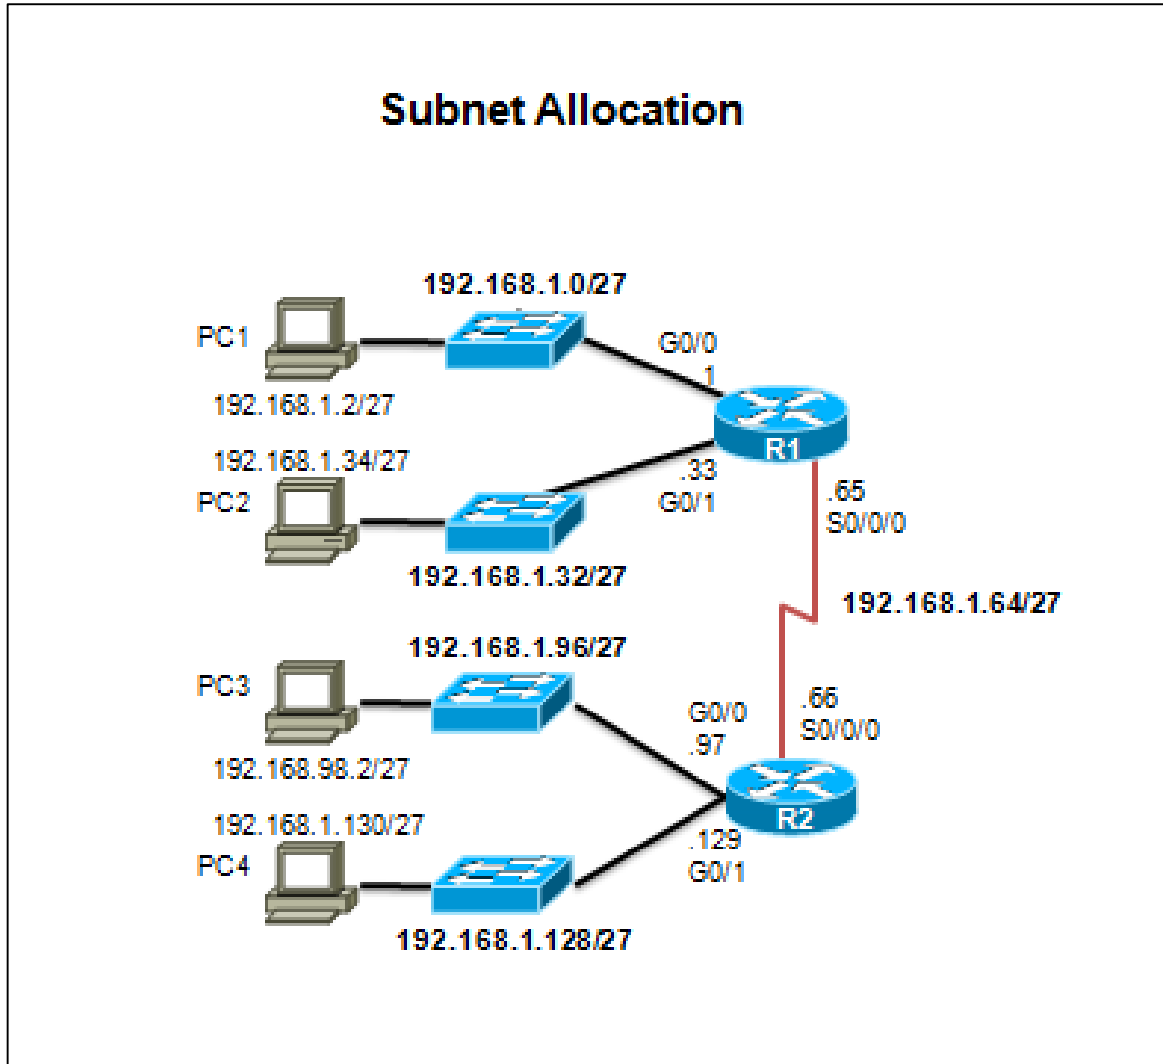 Subnet Allocation
192.168.1.0/27
PC1
G0/0
1
192.168.1.2/27
R1
192.168.1.34/27
.33
G0/1
PC2
.65
S0/0/0
192.168.1.32/27
192.168.1.64/27
192.168.1.96/27
PC3
G0/0
.97
.66
S0/0/0
192.168.98.2/27
R2
192.168.1.130/27
.129
G0/1
PC4
192.168.1.128/27